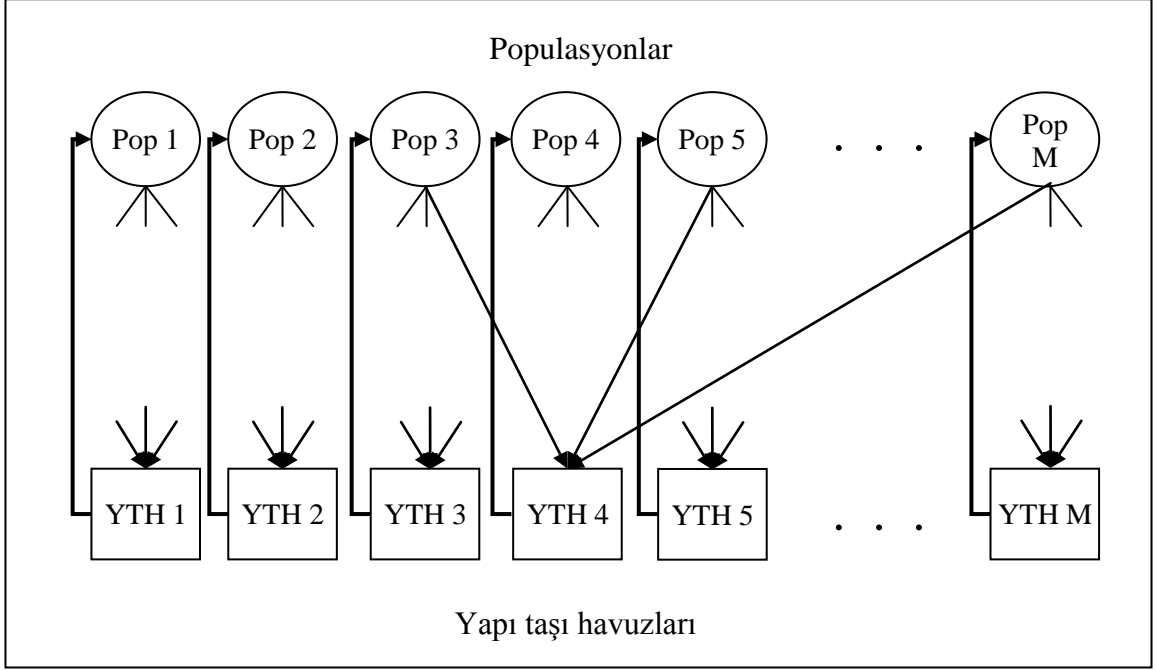 Populasyonlar
Pop 1 Pop 2 Pop 3 Pop 4 Pop 5 . . . Pop M
YTH 1 YTH 2 YTH 3 YTH 4 YTH 5 . . . YTH M
Yapı taşı havuzları